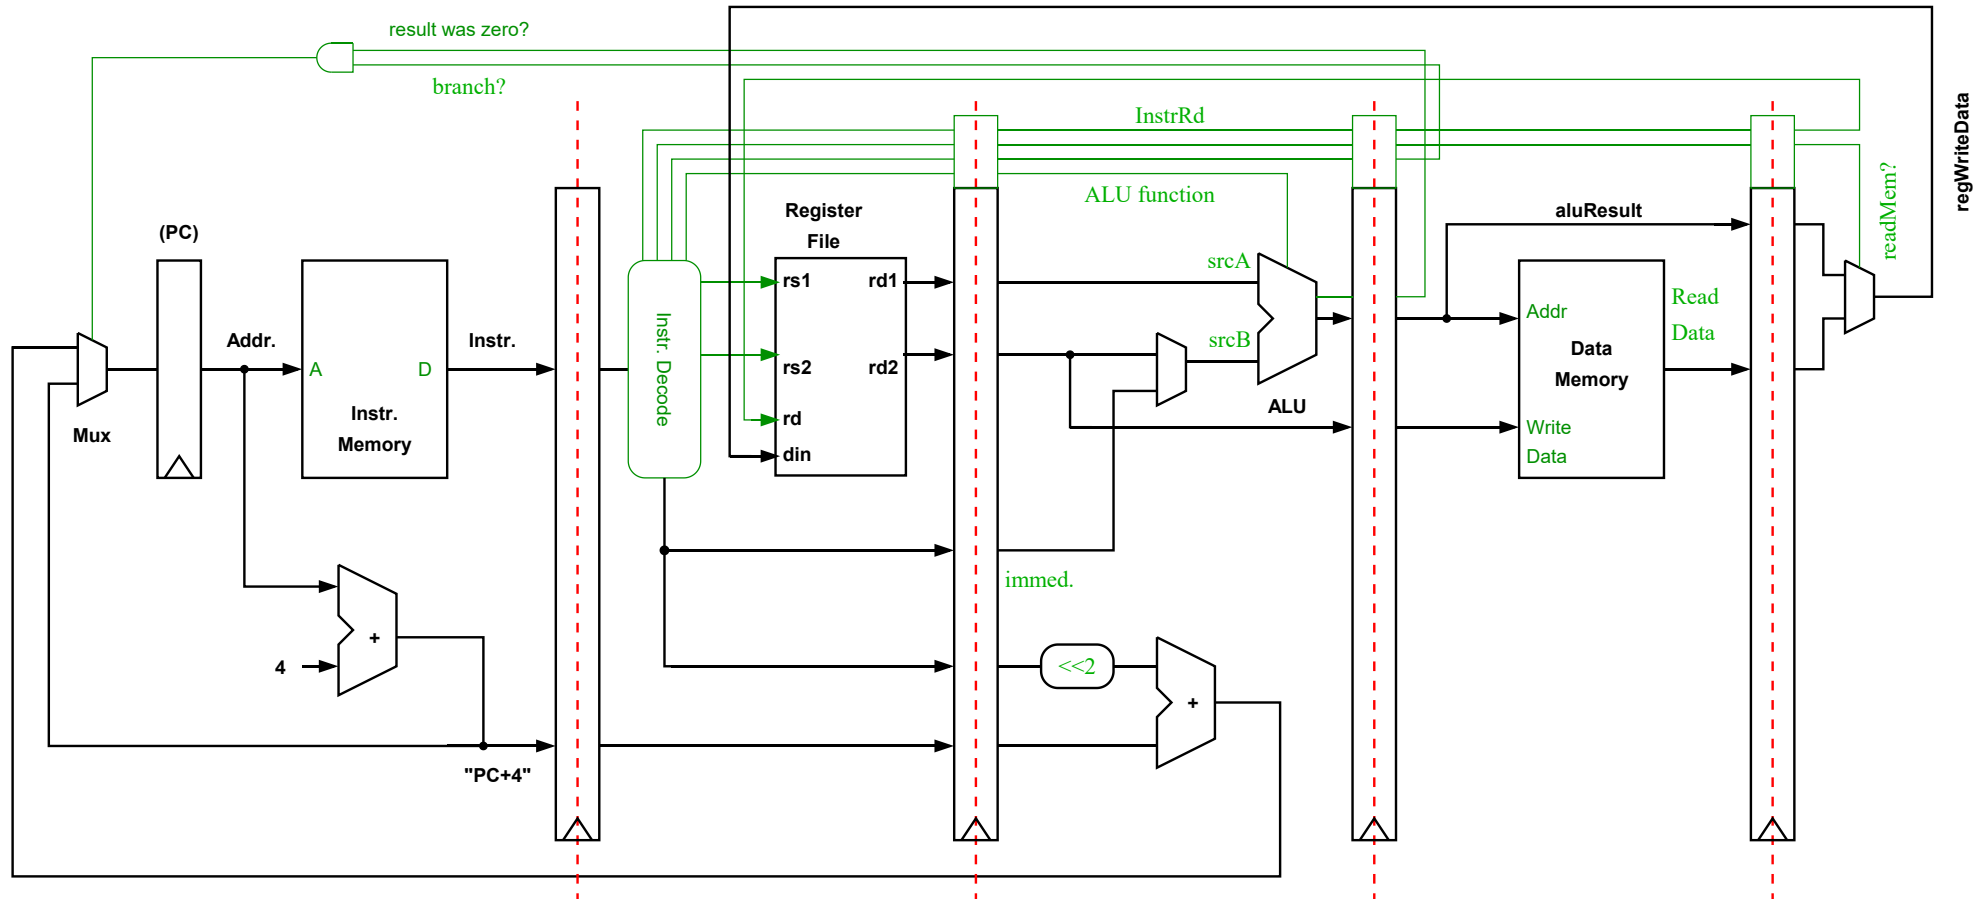 result was zero?
branch?
InstrRd
ALU function
readMem?
regWriteData
(PC)
Register
File
aluResult
Addr.
Instr.
A
D
Instr.
Memory
Mux
Instr. Decode
rs1
rs2
rd
din
rd1
rd2
srcA
srcB
ALU
Addr
Data
Memory
Write
Data
Read
Data
immed.
<<2
+
+
4
"PC+4"